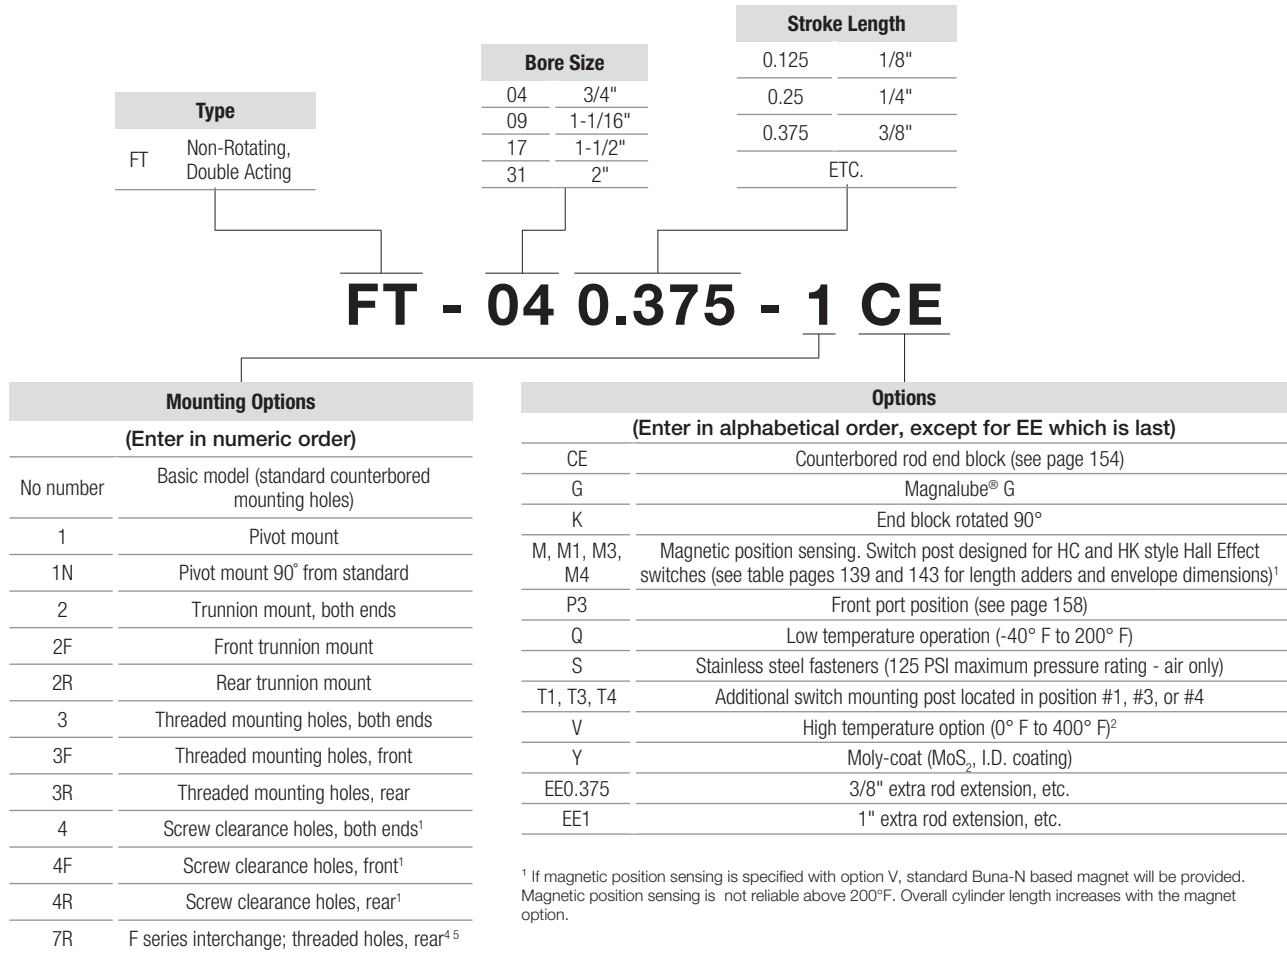 Stroke Length
0.125 1/8"
0.25 1/4"
0.375 3/8"
ETC.
Bore Size
04 3/4"
09 1-1/16"
17 1-1/2"
31 2"
Type
FT Non-Rotating,
Double Acting
FT - 04 0.375 - 1 CE
Mounting Options
(Enter in numeric order)
No number Basic model (standard counterbored
mounting holes)
1 Pivot mount
1N Pivot mount 90° from standard
2 Trunnion mount, both ends
2F Front trunnion mount
2R Rear trunnion mount
3 Threaded mounting holes, both ends
3F Threaded mounting holes, front
3R Threaded mounting holes, rear
4 Screw clearance holes, both ends¹
4F Screw clearance holes, front¹
4R Screw clearance holes, rear¹
7R F series interchange; threaded holes, rear⁴ ⁵
Options
(Enter in alphabetical order, except for EE which is last)
CE Counterbored rod end block (see page 154)
G Magnalube® G
K End block rotated 90°
M, M1, M3, Magnetic position sensing. Switch post designed for HC and HK style Hall Effect
M4 switches (see table pages 139 and 143 for length adders and envelope dimensions)¹
P3 Front port position (see page 158)
Q Low temperature operation (-40° F to 200° F)
S Stainless steel fasteners (125 PSI maximum pressure rating - air only)
T1, T3, T4 Additional switch mounting post located in position #1, #3, or #4
V High temperature option (0° F to 400° F)²
Y Moly-coat (MoS₂, I.D. coating)
EE0.375 3/8" extra rod extension, etc.
EE1 1" extra rod extension, etc.
¹ If magnetic position sensing is specified with option V, standard Buna-N based magnet will be provided.
Magnetic position sensing is not reliable above 200°F. Overall cylinder length increases with the magnet
option.